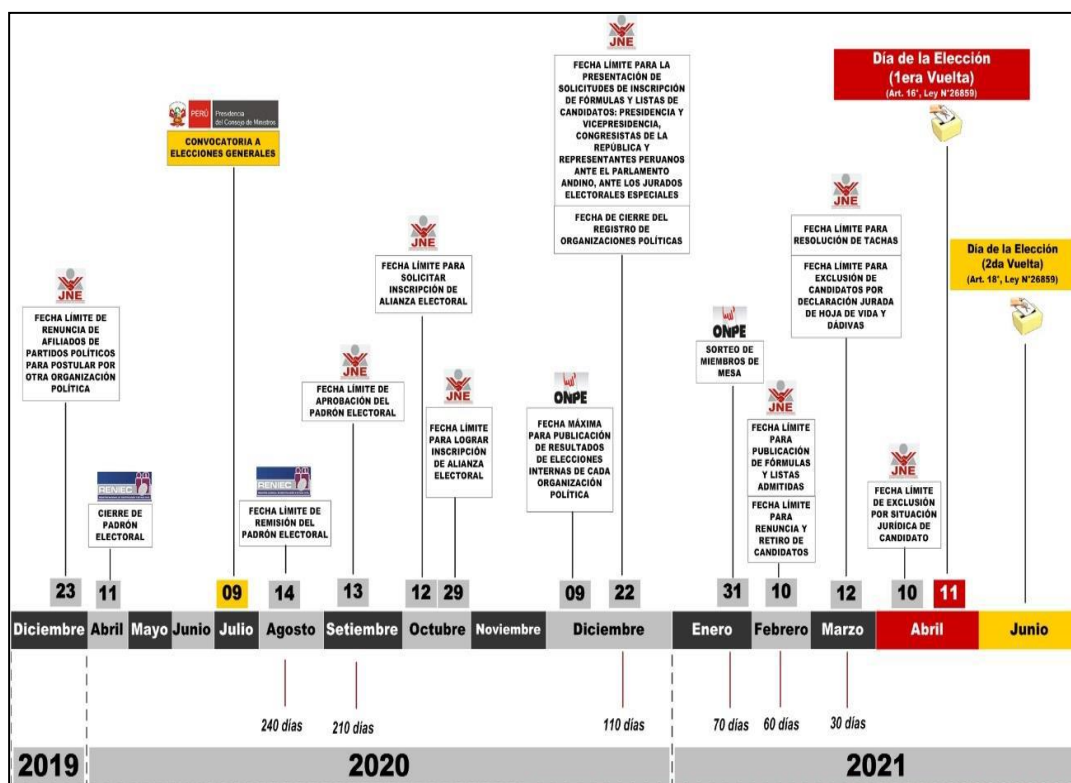 JNE
FECHA LÍMITE DE
RENUNCIA DE
AFILIADOS DE
PARTIDOS POLÍTICOS
PARA POSTULAR POR
OTRA ORGANIZACIÓN
POLÍTICA
RENIEC
CIERRE DE
PADRÓN
ELECTORAL
PERÚ
Presidencia
del Consejo de Ministros
CONVOCATORIA A
ELECCIONES GENERALES
RENIEC
FECHA LÍMITE DE
REMISIÓN DEL
PADRÓN ELECTORAL
JNE
FECHA LÍMITE DE
APROBACIÓN DEL
PADRÓN ELECTORAL
JNE
FECHA LÍMITE PARA
SOLICITAR
INSCRIPCIÓN DE
ALIANZA ELECTORAL
JNE
FECHA LÍMITE
PARA LOGRAR
INSCRIPCIÓN
DE ALIANZA
ELECTORAL
ONPE
FECHA MÁXIMA
PARA PUBLICACIÓN
DE RESULTADOS
DE ELECCIONES
INTERNAS DE CADA
ORGANIZACIÓN
POLÍTICA
JNE
FECHA LÍMITE PARA LA
PRESENTACIÓN DE
SOLICITUDES DE INSCRIPCIÓN
DE FÓRMULAS Y LISTAS DE
CANDIDATOS: PRESIDENCIA Y
VICEPRESIDENCIA,
CONGRESISTAS DE LA
REPÚBLICA Y
REPRESENTANTES PERUANOS
ANTE EL PARLAMENTO
ANDINO, ANTE LOS JURADOS
ELECTORALES ESPECIALES
FECHA DE CIERRE DEL
REGISTRO DE
ORGANIZACIONES POLÍTICAS
ONPE
SORTEO DE
MIEMBROS DE
MESA
JNE
FECHA LÍMITE
PARA
PUBLICACIÓN
DE FÓRMULAS
Y LISTAS
ADMITIDAS
FECHA LÍMITE
PARA
RENUNCIA Y
RETIRO DE
CANDIDATOS
JNE
FECHA LÍMITE PARA
RESOLUCIÓN DE TACHAS
FECHA LÍMITE PARA
EXCLUSIÓN DE
CANDIDATOS POR
DECLARACIÓN JURADA
DE HOJA DE VIDA Y
DÁDIVAS
JNE
FECHA LÍMITE
DE EXCLUSIÓN
POR SITUACIÓN
JURÍDICA DE
CANDIDATO
Día de la Elección
(1era Vuelta)
(Art. 16°, Ley N°26859)
Día de la Elección
(2da Vuelta)
(Art. 18°, Ley N°26859)
23 11 09 14 13 12 29 09 22 31 10 12 10 11
Diciembre Abril Mayo Junio Julio Agosto Setiembre Octubre Noviembre Diciembre Enero Febrero Marzo Abril Junio
240 días 210 días 110 días 70 días 60 días 30 días
2019 2020 2021